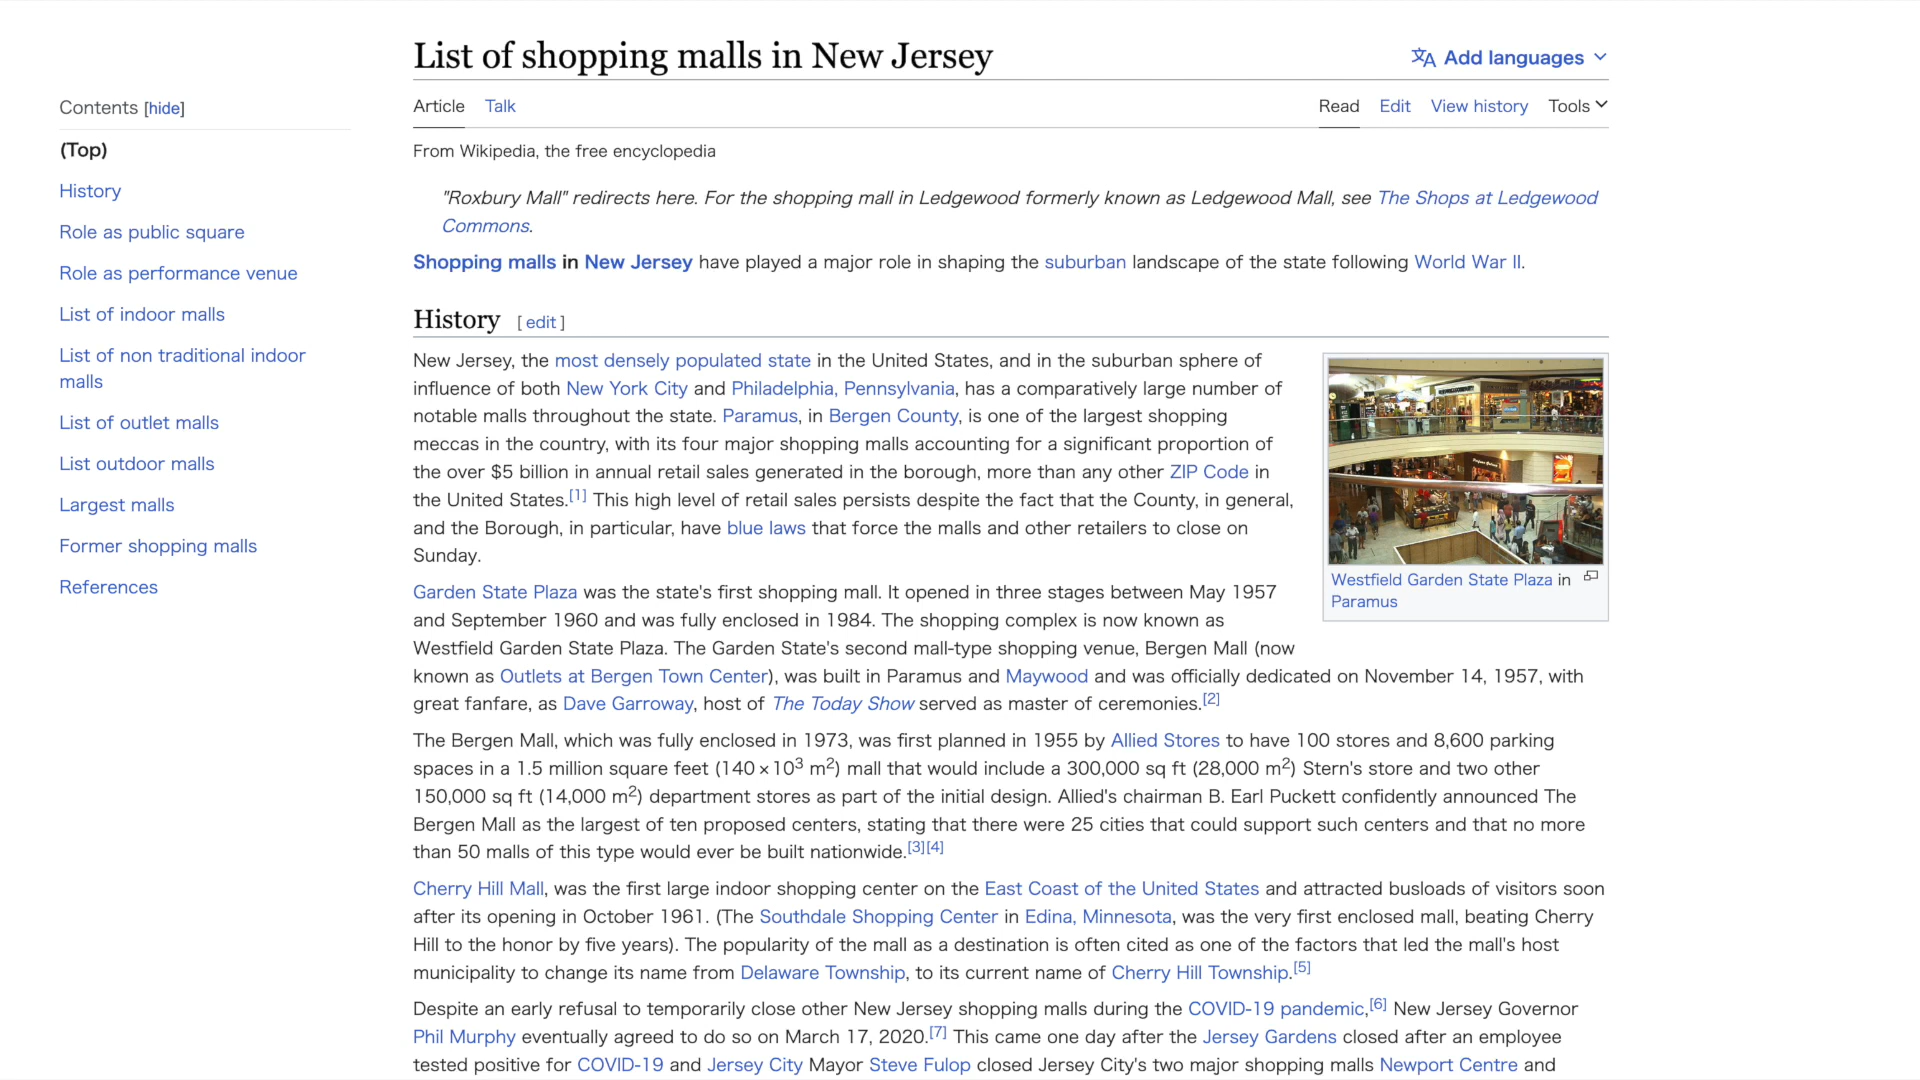 List of shopping malls in New Jersey
Add languages
Contents [hide]
Article Talk
Read Edit View history Tools
(Top)
History
Role as public square
Role as performance venue
List of indoor malls
List of non traditional indoor
malls
List of outlet malls
List outdoor malls
Largest malls
Former shopping malls
References
From Wikipedia, the free encyclopedia
"Roxbury Mall" redirects here. For the shopping mall in Ledgewood formerly known as Ledgewood Mall, see The Shops at Ledgewood
Commons.
Shopping malls in New Jersey have played a major role in shaping the suburban landscape of the state following World War II.
History [ edit ]
New Jersey, the most densely populated state in the United States, and in the suburban sphere of
influence of both New York City and Philadelphia, Pennsylvania, has a comparatively large number of
notable malls throughout the state. Paramus, in Bergen County, is one of the largest shopping
meccas in the country, with its four major shopping malls accounting for a significant proportion of
the over $5 billion in annual retail sales generated in the borough, more than any other ZIP Code in
the United States.[1] This high level of retail sales persists despite the fact that the County, in general,
and the Borough, in particular, have blue laws that force the malls and other retailers to close on
Sunday.
Westfield Garden State Plaza in
Paramus
Garden State Plaza was the state's first shopping mall. It opened in three stages between May 1957
and September 1960 and was fully enclosed in 1984. The shopping complex is now known as
Westfield Garden State Plaza. The Garden State's second mall-type shopping venue, Bergen Mall (now
known as Outlets at Bergen Town Center), was built in Paramus and Maywood and was officially dedicated on November 14, 1957, with
great fanfare, as Dave Garroway, host of The Today Show served as master of ceremonies.[2]
The Bergen Mall, which was fully enclosed in 1973, was first planned in 1955 by Allied Stores to have 100 stores and 8,600 parking
spaces in a 1.5 million square feet (140×10³ m²) mall that would include a 300,000 sq ft (28,000 m²) Stern's store and two other
150,000 sq ft (14,000 m²) department stores as part of the initial design. Allied's chairman B. Earl Puckett confidently announced The
Bergen Mall as the largest of ten proposed centers, stating that there were 25 cities that could support such centers and that no more
than 50 malls of this type would ever be built nationwide.[3][4]
Cherry Hill Mall, was the first large indoor shopping center on the East Coast of the United States and attracted busloads of visitors soon
after its opening in October 1961. (The Southdale Shopping Center in Edina, Minnesota, was the very first enclosed mall, beating Cherry
Hill to the honor by five years). The popularity of the mall as a destination is often cited as one of the factors that led the mall's host
municipality to change its name from Delaware Township, to its current name of Cherry Hill Township.[5]
Despite an early refusal to temporarily close other New Jersey shopping malls during the COVID-19 pandemic,[6] New Jersey Governor
Phil Murphy eventually agreed to do so on March 17, 2020.[7] This came one day after the Jersey Gardens closed after an employee
tested positive for COVID-19 and Jersey City Mayor Steve Fulop closed Jersey City's two major shopping malls Newport Centre and